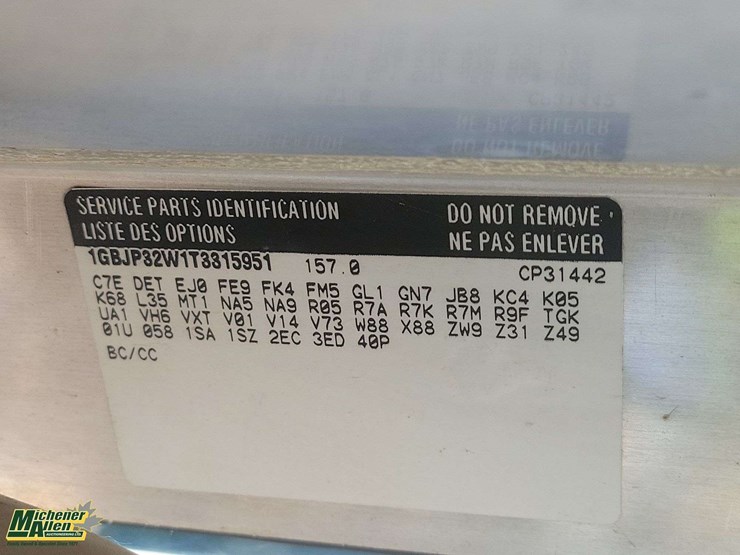 SERVICE PARTS IDENTIFICATION DO NOT REMOVE
LISTE DES OPTIONS NE PAS ENLEVER
1GBJP32W1T3315951 157.0 CP31442
C7E DET EJ0 FE9 FK4 FM5 GL1 GN7 JB8 KC4 K05
K68 L35 MT1 NA5 NA9 R05 R7A R7K R7M R9F TGK
UA1 VH6 VXT V01 V14 V73 W88 X88 ZW9 Z31 Z49
01U 058 1SA 1SZ 2EC 3ED 40P
BC/CC
Michener
Allen
AUCTIONEERING LTD.